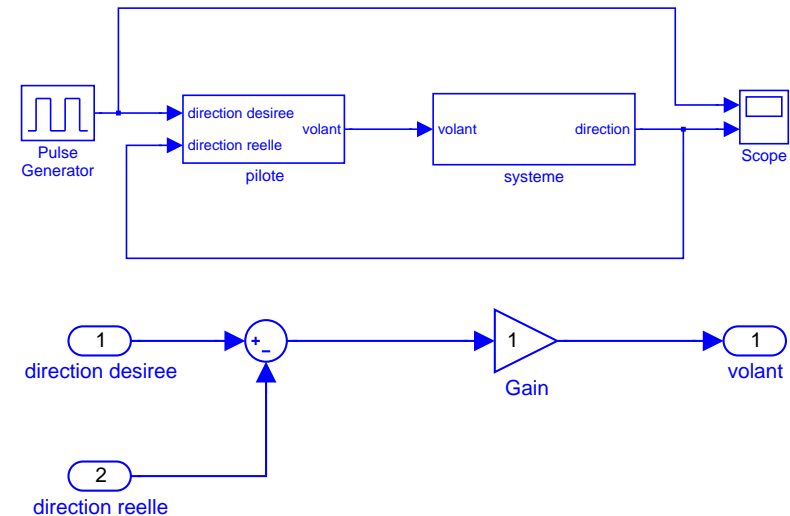 direction desiree
direction reelle
volant
pilote
volant
direction
systeme
Pulse
Generator
Scope
1
direction desiree
+
−
1
Gain
1
volant
2
direction reelle